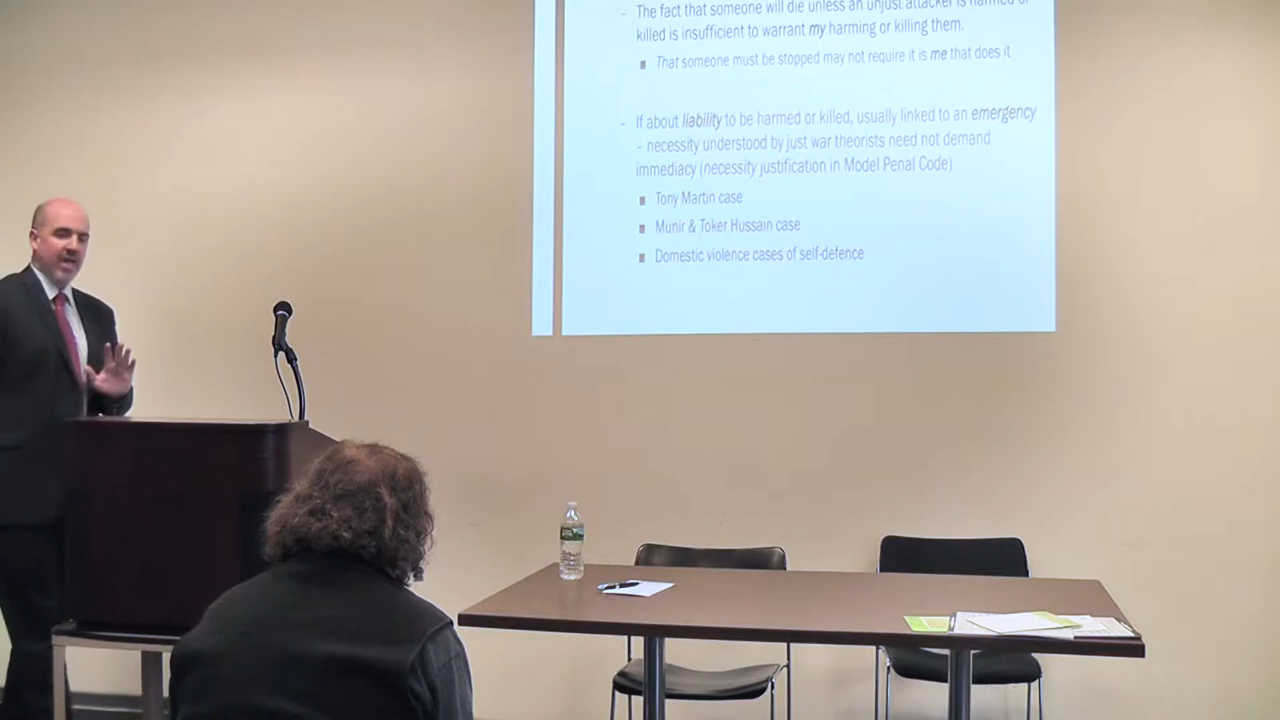 - The fact that someone will die unless an unjust attacker is harmed or
killed is insufficient to warrant my harming or killing them.
■ That someone must be stopped may not require it is me that does it
- If about liability to be harmed or killed, usually linked to an emergency
– necessity understood by just war theorists need not demand
immediacy (necessity justification in Model Penal Code)
■ Tony Martin case
■ Munir & Toker Hussain case
■ Domestic violence cases of self-defence